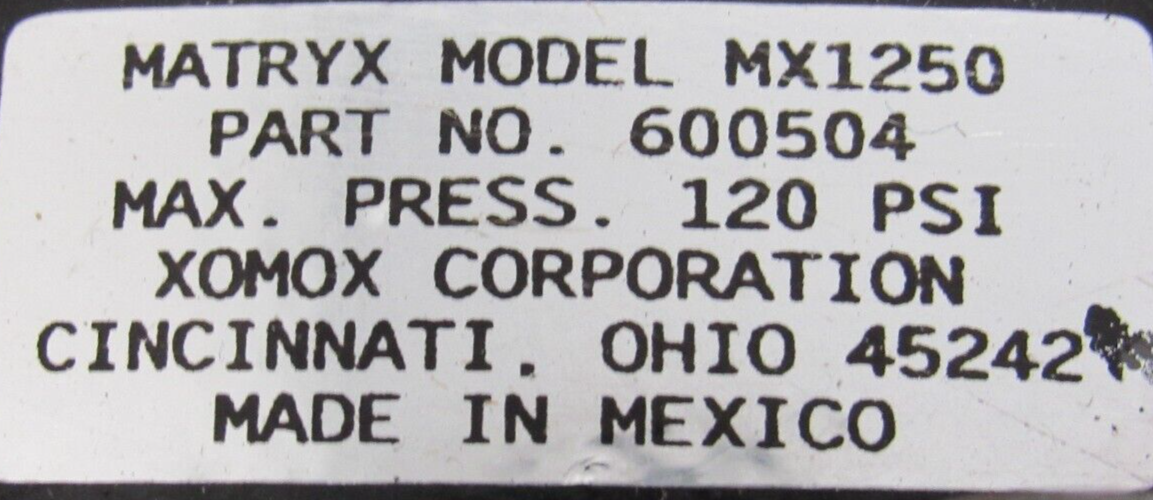 MATRYX MODEL MX1250
PART NO. 600504
MAX. PRESS. 120 PSI
XOMOX CORPORATION
CINCINNATI. OHIO 45242
MADE IN MEXICO